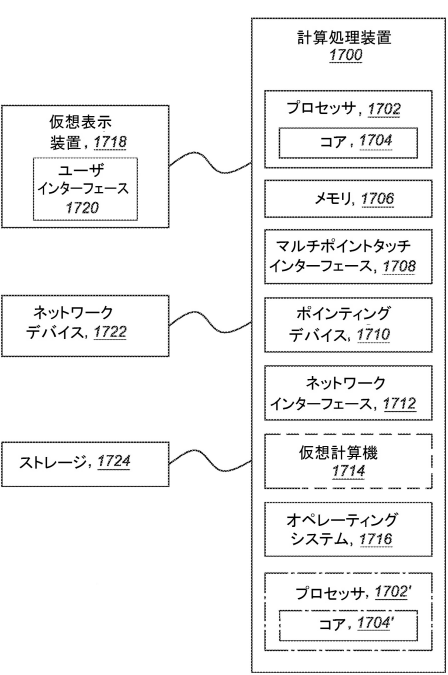 計算処理装置
1700
プロセッサ, 1702
コア, 1704
メモリ, 1706
マルチポイントタッチ
インターフェース, 1708
ポインティング
デバイス, 1710
ネットワーク
インターフェース, 1712
仮想計算機
1714
オペレーティング
システム, 1716
プロセッサ, 1702'
コア, 1704'
仮想表示
装置, 1718
ユーザ
インターフェース
1720
ネットワーク
デバイス, 1722
ストレージ, 1724